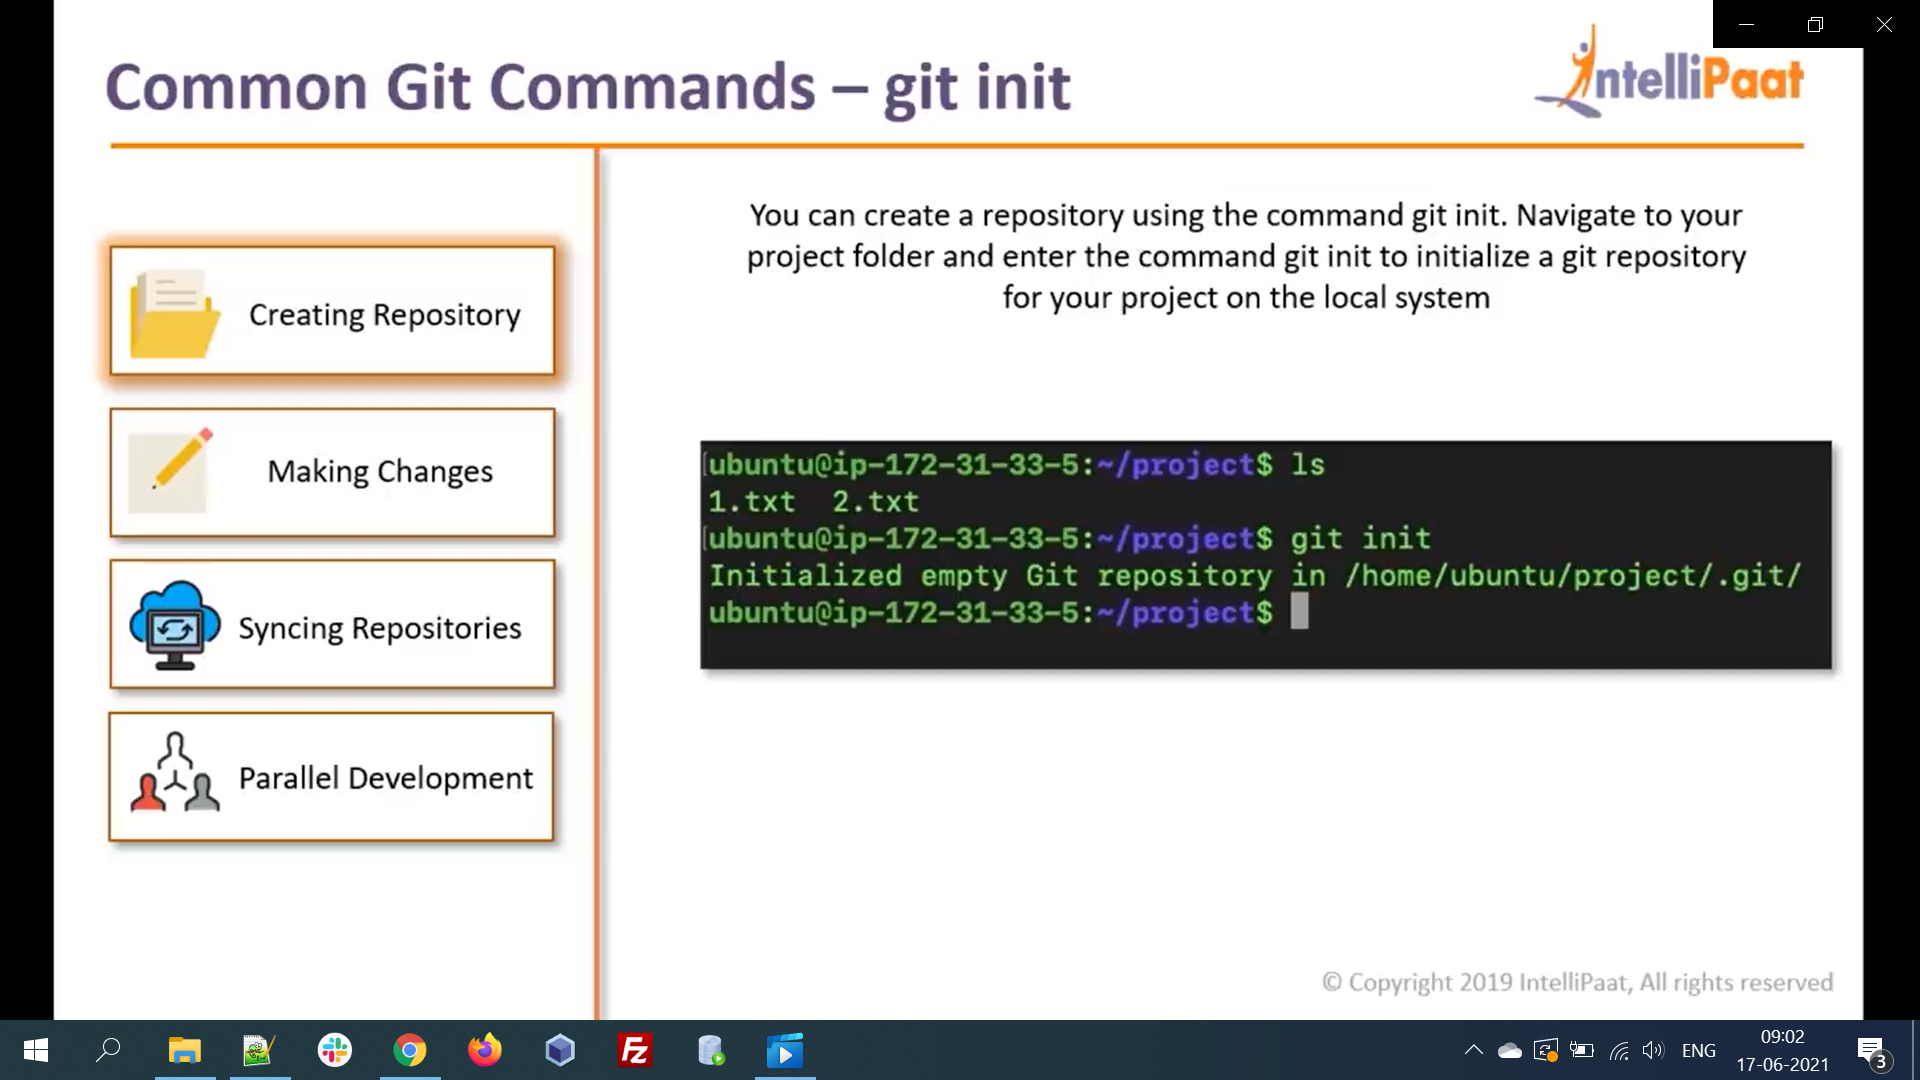 Common Git Commands – git init
IntelliPaat
You can create a repository using the command git init. Navigate to your
project folder and enter the command git init to initialize a git repository
for your project on the local system
Creating Repository
Making Changes
Syncing Repositories
Parallel Development
ubuntu@ip-172-31-33-5:~/project$ ls
1.txt  2.txt
ubuntu@ip-172-31-33-5:~/project$ git init
Initialized empty Git repository in /home/ubuntu/project/.git/
ubuntu@ip-172-31-33-5:~/project$
© Copyright 2019 IntelliPaat, All rights reserved
Fz
ENG
09:02
17-06-2021
3